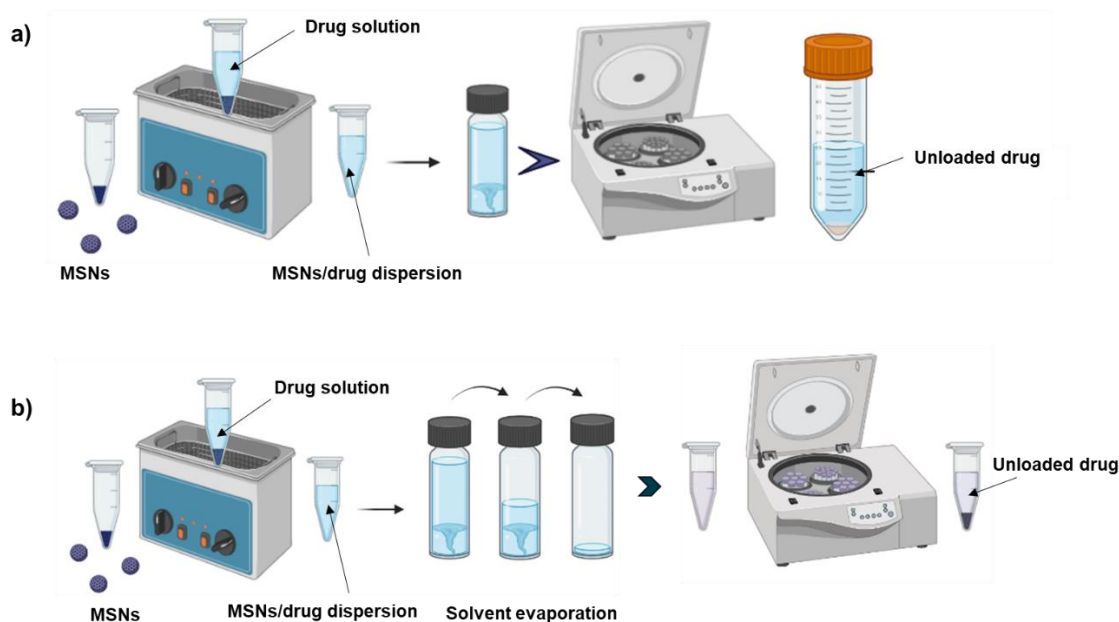 a)
Drug solution
Unloaded drug
MSNs
MSNs/drug dispersion
b)
Drug solution
Unloaded drug
MSNs
MSNs/drug dispersion
Solvent evaporation